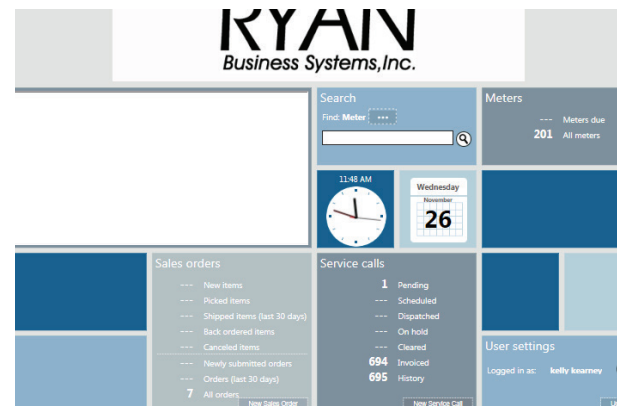 RYAN
Business Systems, Inc.
Search
Find: Meter ...
Meters
--- Meters due
201 All meters
11:48 AM
Wednesday
November
26
Sales orders
--- New items
--- Picked items
--- Shipped items (last 30 days)
--- Back ordered items
--- Canceled items
--- Newly submitted orders
--- Orders (last 30 days)
7 All orders
New Sales Order
Service calls
1 Pending
--- Scheduled
--- Dispatched
--- On hold
--- Cleared
694 Invoiced
695 History
New Service Call
User settings
Logged in as: kelly kearney